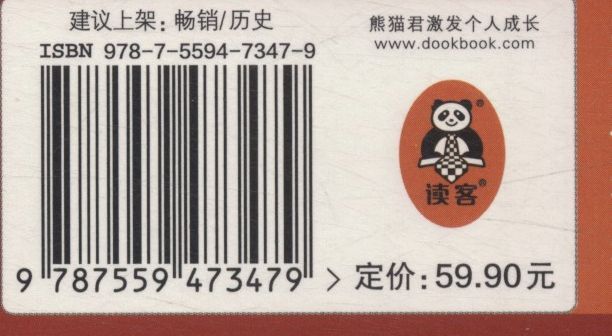 建议上架：畅销/历史
ISBN 978-7-5594-7347-9
熊猫君激发个人成长
www.dookbook.com
读客®
9 787559 473479 >
定价：59.90元